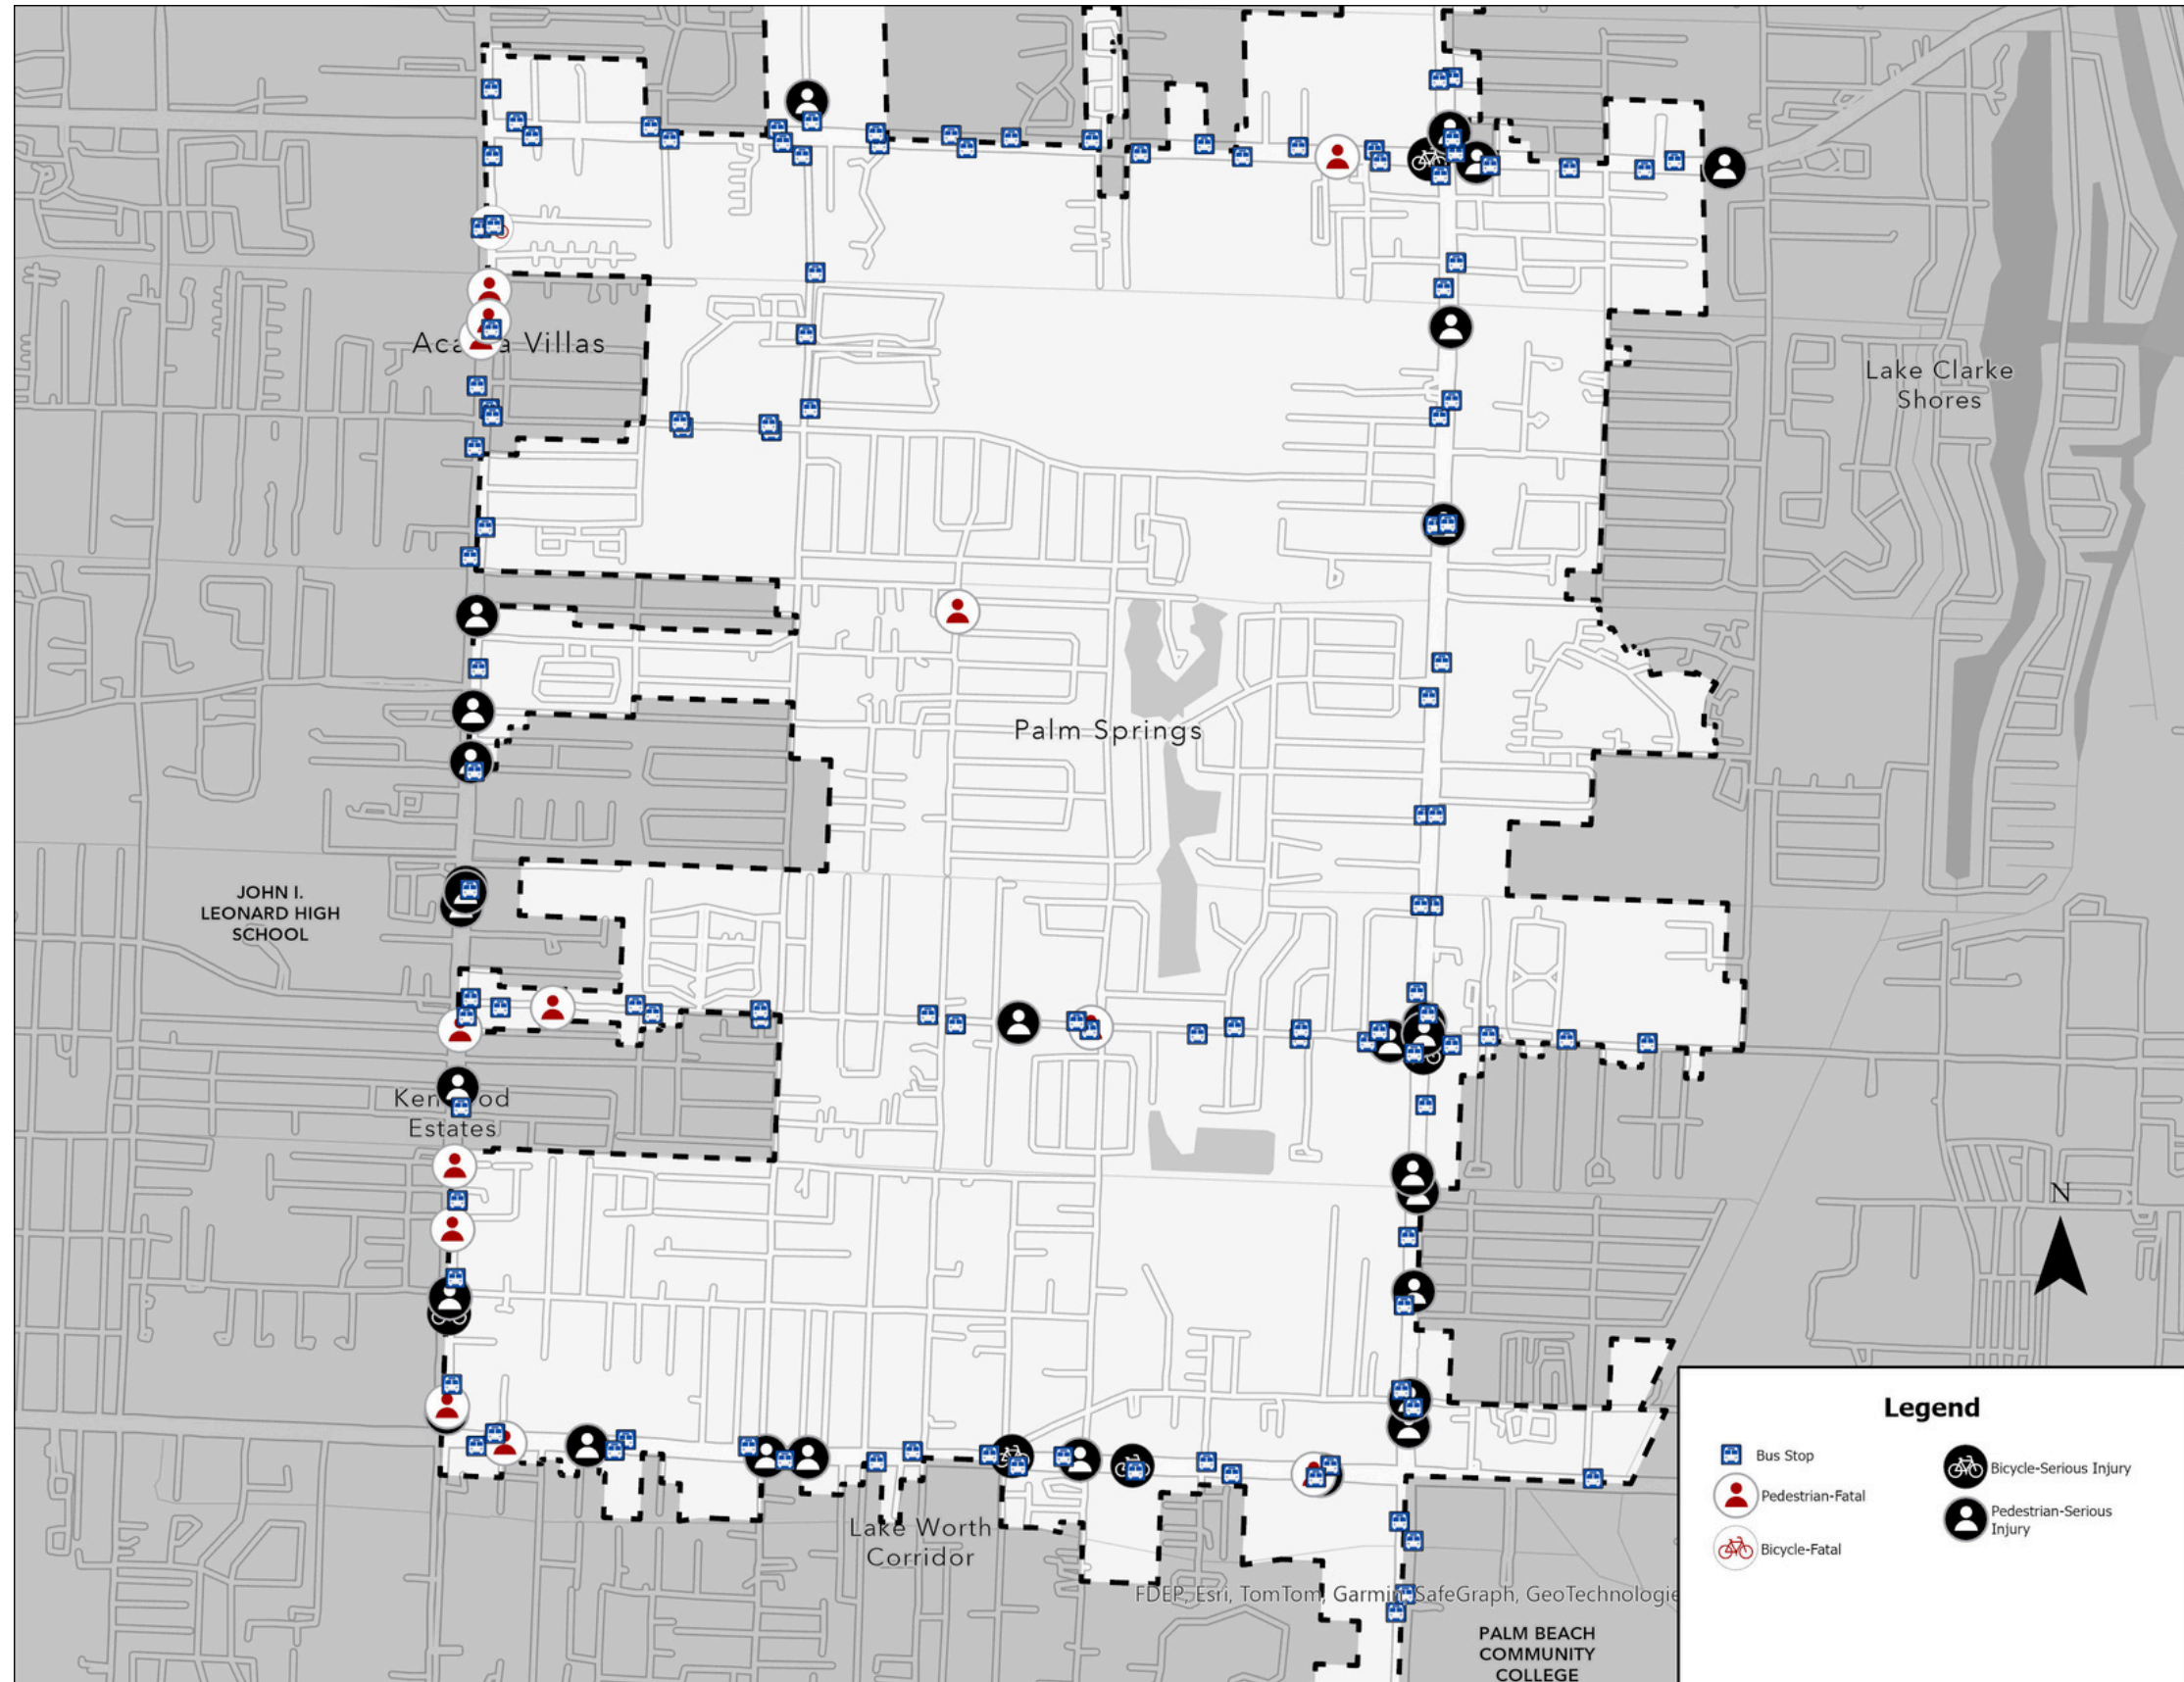 Acacia Villas
Lake Clarke
Shores
Palm Springs
JOHN I.
LEONARD HIGH
SCHOOL
Kenwood
Estates
N
Lake Worth
Corridor
FDEP, Esri, TomTom, Garmin, SafeGraph, GeoTechnologie
PALM BEACH
COMMUNITY
COLLEGE
Legend
Bus Stop
Pedestrian-Fatal
Bicycle-Fatal
Bicycle-Serious Injury
Pedestrian-Serious
Injury